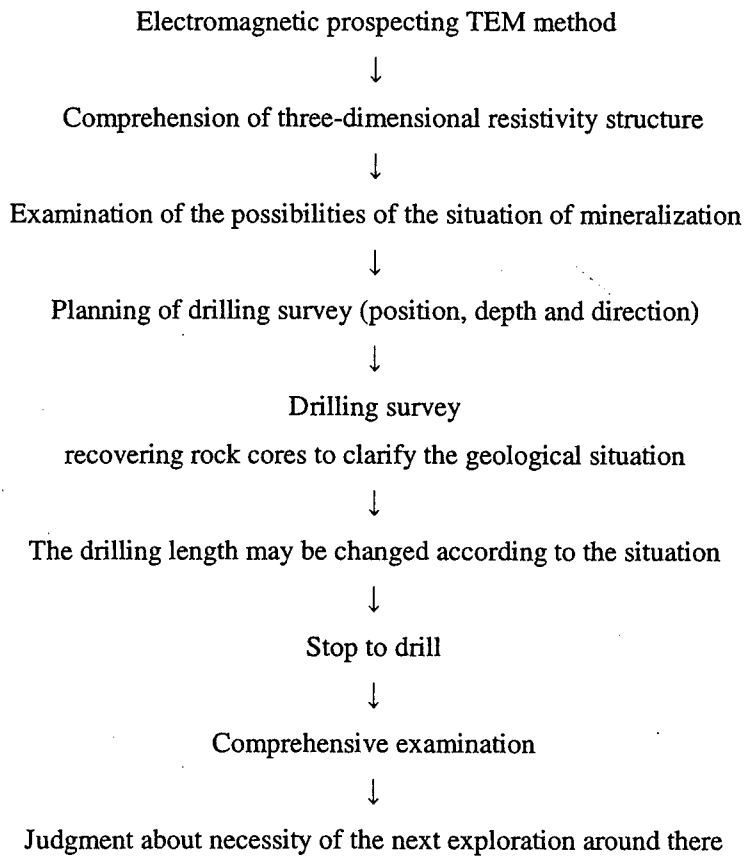 Electromagnetic prospecting TEM method
↓
Comprehension of three-dimensional resistivity structure
↓
Examination of the possibilities of the situation of mineralization
↓
Planning of drilling survey (position, depth and direction)
↓
Drilling survey
recovering rock cores to clarify the geological situation
↓
The drilling length may be changed according to the situation
↓
Stop to drill
↓
Comprehensive examination
↓
Judgment about necessity of the next exploration around there